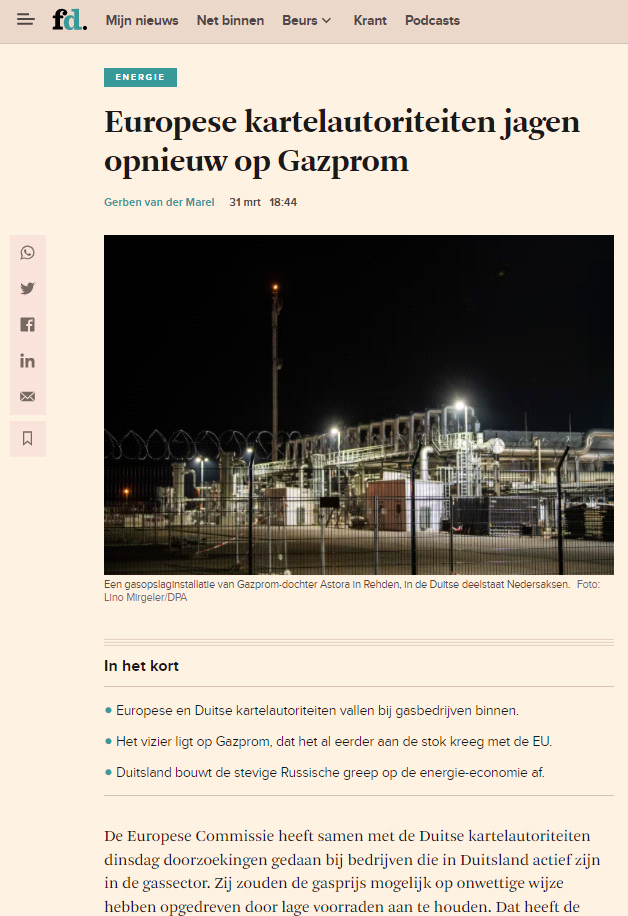 fd.
Mijn nieuws
Net binnen
Beurs
Krant
Podcasts
ENERGIE
Europese kartelautoriteiten jagen
opnieuw op Gazprom
Gerben van der Marel 31 mrt 18:44
Een gasopslaginstallatie van Gazprom-dochter Astora in Rehden, in de Duitse deelstaat Nedersaksen. Foto:
Lino Mirgeler/DPA
In het kort
Europese en Duitse kartelautoriteiten vallen bij gasbedrijven binnen.
Het vizier ligt op Gazprom, dat het al eerder aan de stok kreeg met de EU.
Duitsland bouwt de stevige Russische greep op de energie-economie af.
De Europese Commissie heeft samen met de Duitse kartelautoriteiten
dinsdag doorzoekingen gedaan bij bedrijven die in Duitsland actief zijn
in de gassector. Zij zouden de gasprijs mogelijk op onwettige wijze
hebben opgedreven door lage voorraden aan te houden. Dat heeft de